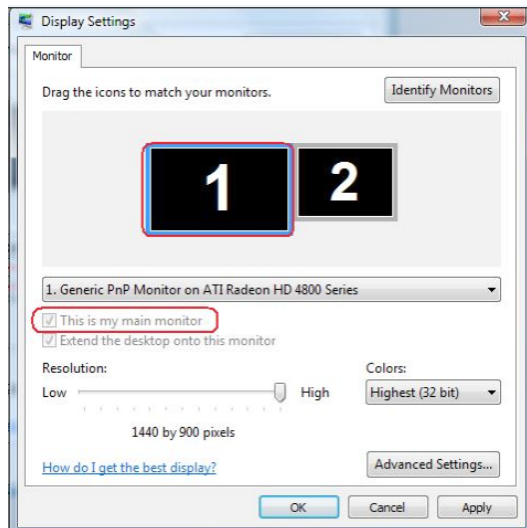 Display Settings
Monitor
Drag the icons to match your monitors.
Identify Monitors
1
2
1. Generic PnP Monitor on ATI Radeon HD 4800 Series
This is my main monitor
Extend the desktop onto this monitor
Resolution:
Colors:
Low
High
Highest (32 bit)
1440 by 900 pixels
How do I get the best display?
Advanced Settings...
OK
Cancel
Apply